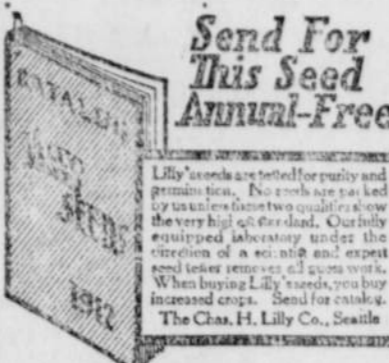 Send For
This Seed
Annual-Free
CATALOG
SEEDS
1912
Lilly's seeds are tested for purity and
germination. No seeds are packed
by us unless these two qualities show
the very highest standard. Our fully
equipped laboratory under the
direction of a scientist and expert
seed tester removes all guess work.
When buying Lilly's seeds, you buy
increased crops. Send for catalog.
The Chas. H. Lilly Co., Seattle